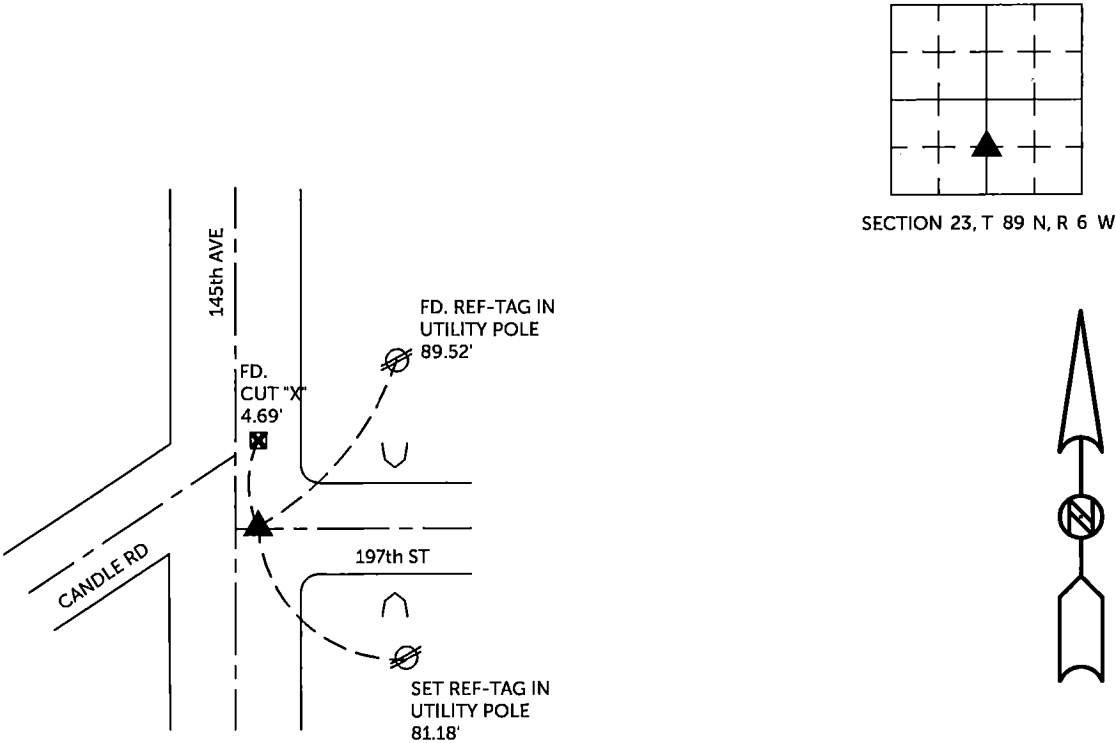 SECTION 23, T 89 N, R 6 W
145th AVE
FD. REF-TAG IN
UTILITY POLE
89.52'
FD.
CUT "X"
4.69'
X
N
197th ST
CANDLE RD
SET REF-TAG IN
UTILITY POLE
81.18'